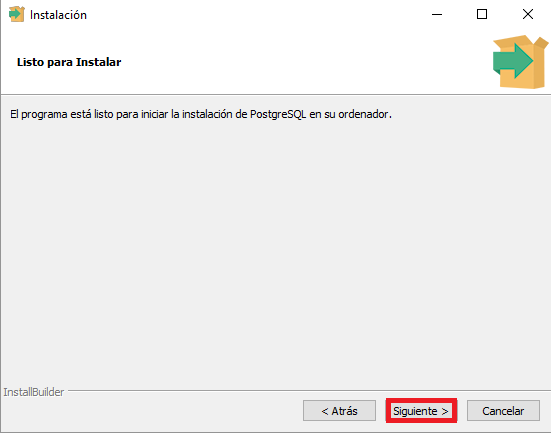 Instalación
Listo para Instalar
El programa está listo para iniciar la instalación de PostgreSQL en su ordenador.
InstallBuilder
< Atrás
Siguiente >
Cancelar